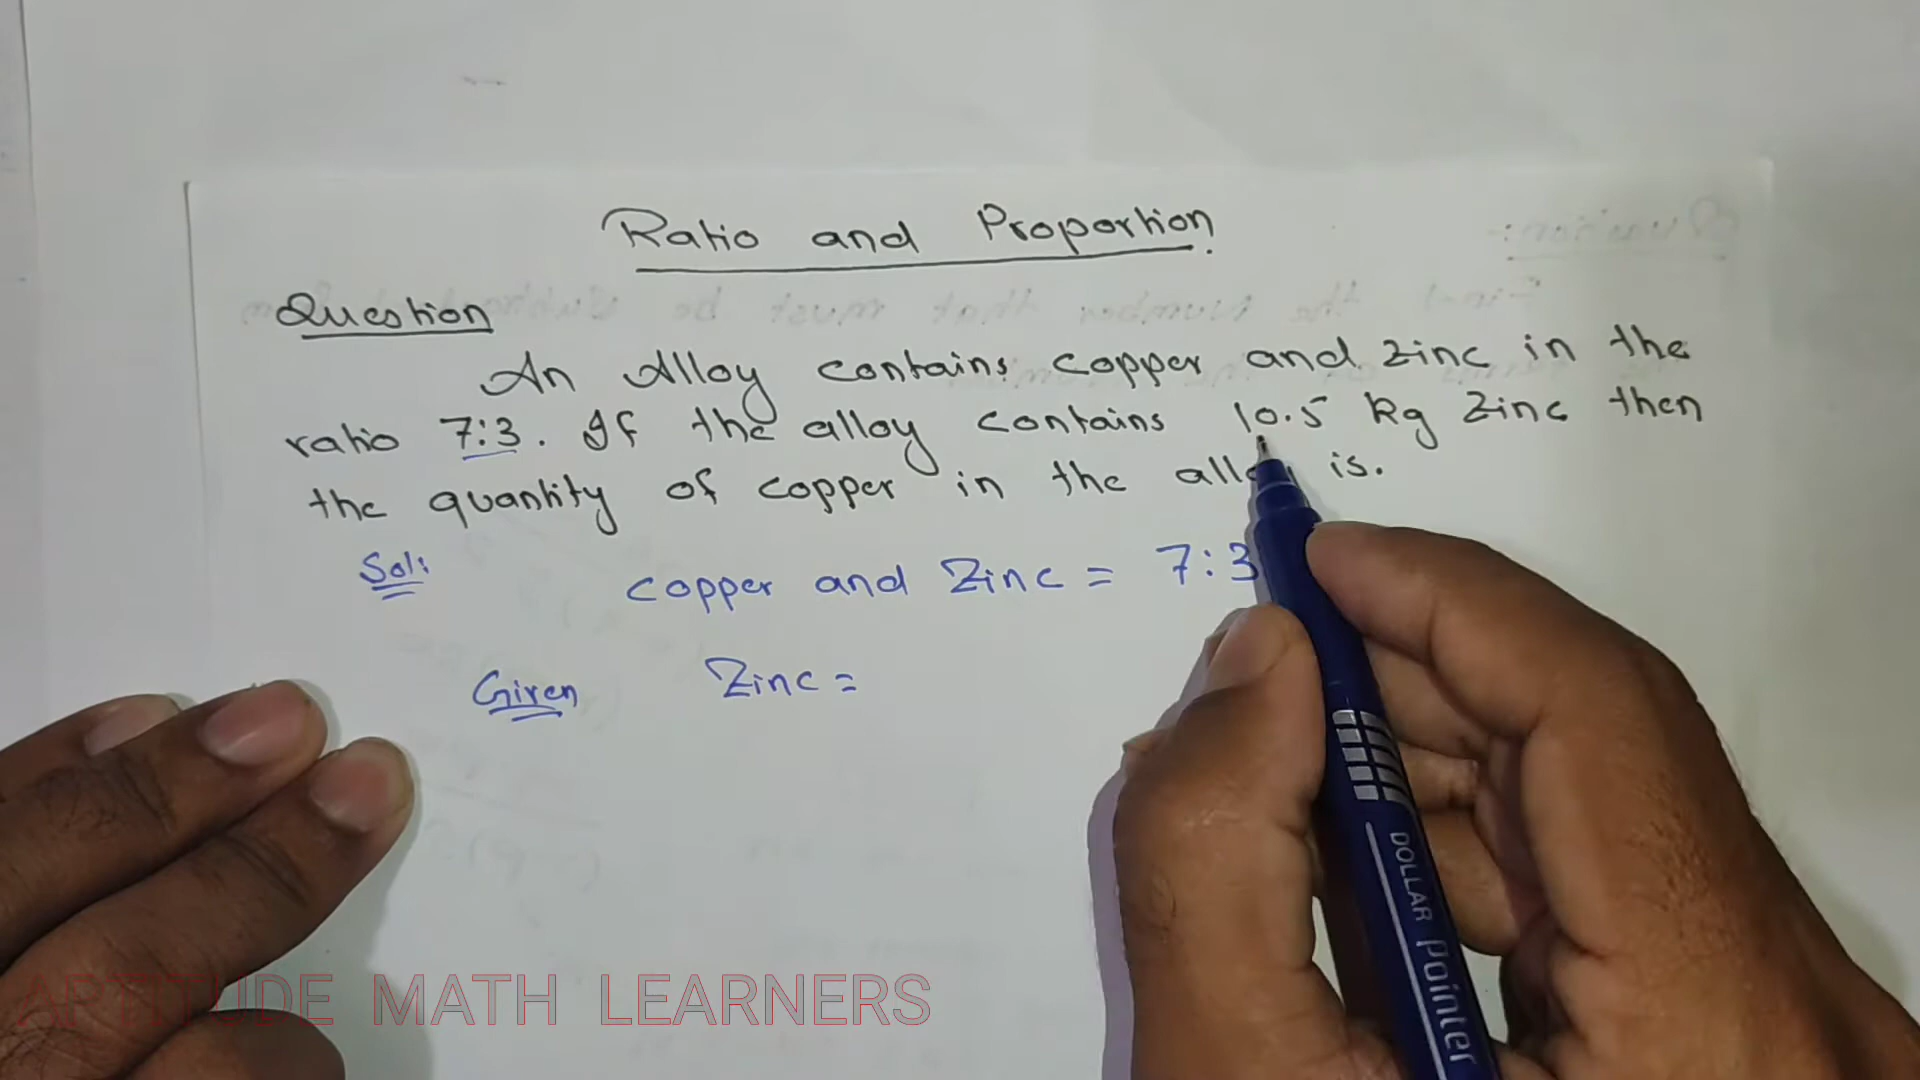 Ratio and Proportion.
Question
An Alloy contains copper and Zinc in the
ratio 7:3. If the alloy contains 10.5 kg Zinc then
the quantity of copper in the is.
Sol:
copper and Zinc = 7:3
Given Zinc =
APTITUDE MATH LEARNERS
DOLLAR Pointer